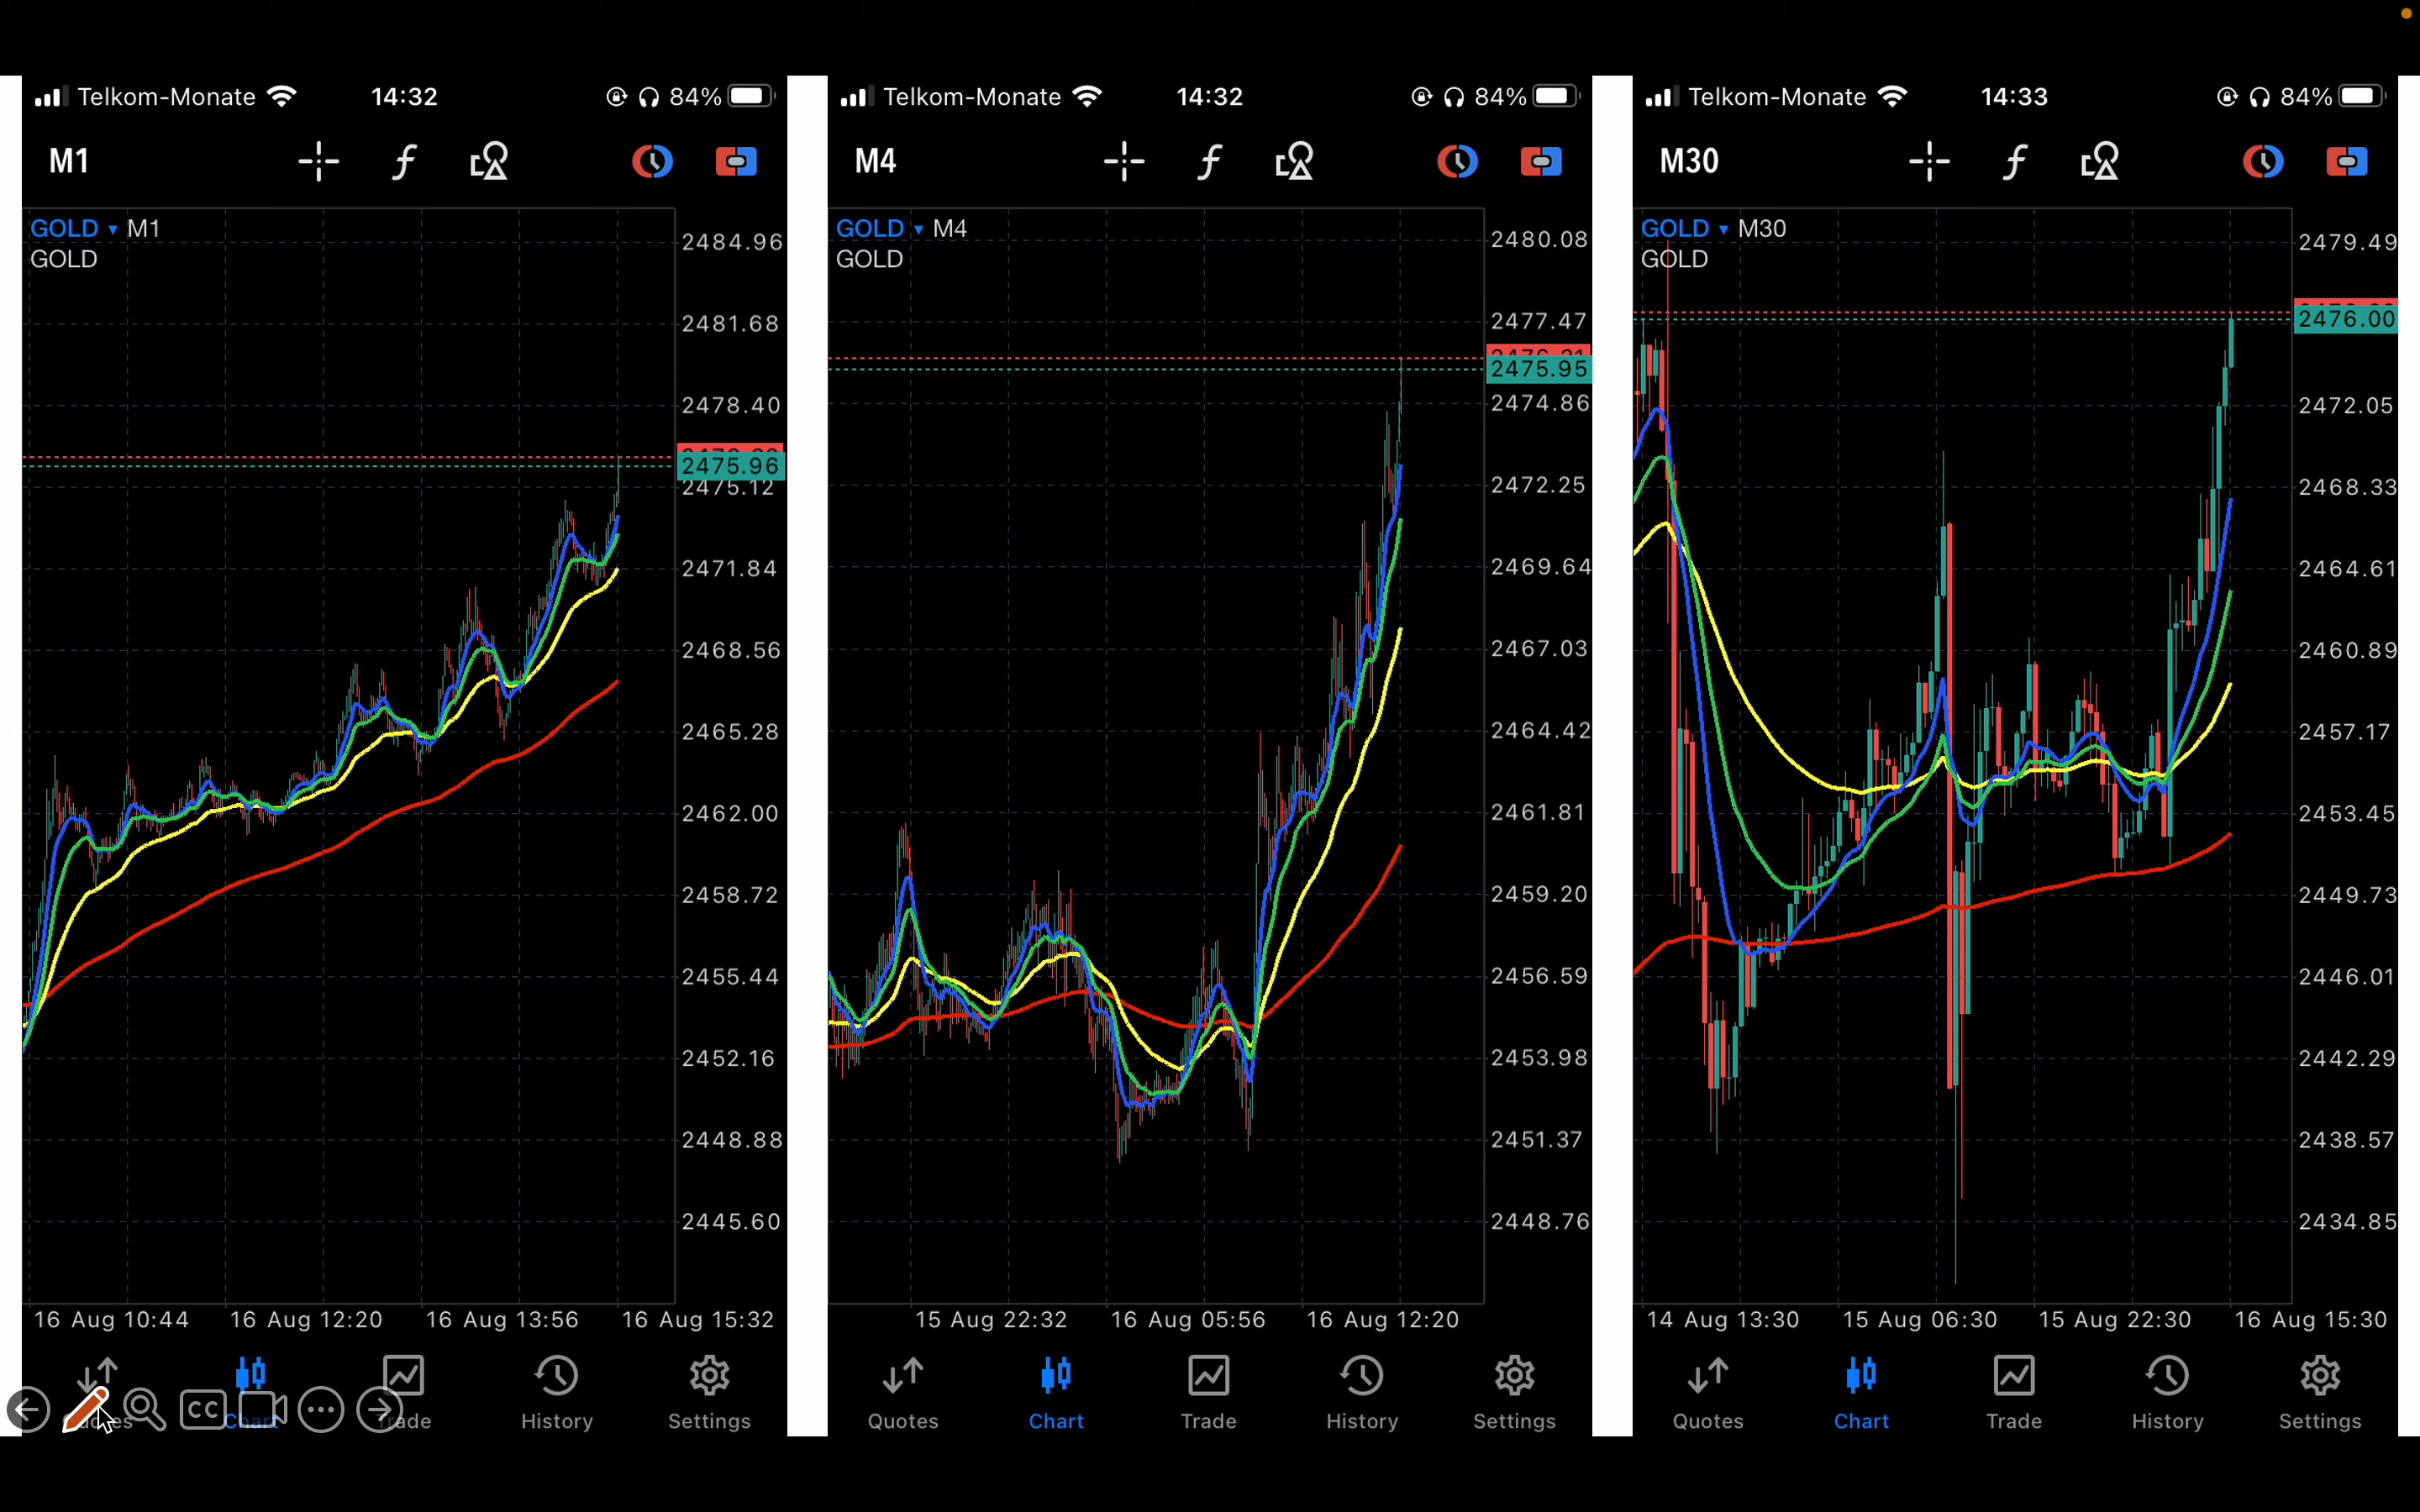 Telkom-Monate 14:32 84%
M1
GOLD ▾ M1
GOLD
2484.96
2481.68
2478.40
2475.96
2475.12
2471.84
2468.56
2465.28
2462.00
2458.72
2455.44
2452.16
2448.88
2445.60
16 Aug 10:44 16 Aug 12:20 16 Aug 13:56 16 Aug 15:32
Quotes Chart Trade History Settings
CC
Telkom-Monate 14:32 84%
M4
GOLD ▾ M4
GOLD
2480.08
2477.47
2475.95
2474.86
2472.25
2469.64
2467.03
2464.42
2461.81
2459.20
2456.59
2453.98
2451.37
2448.76
15 Aug 22:32 16 Aug 05:56 16 Aug 12:20
Quotes Chart Trade History Settings
Telkom-Monate 14:33 84%
M30
GOLD ▾ M30
GOLD
2479.49
2476.00
2472.05
2468.33
2464.61
2460.89
2457.17
2453.45
2449.73
2446.01
2442.29
2438.57
2434.85
14 Aug 13:30 15 Aug 06:30 15 Aug 22:30 16 Aug 15:30
Quotes Chart Trade History Settings